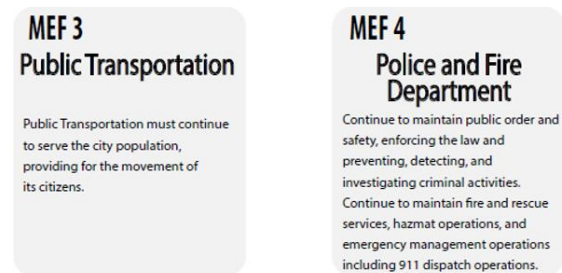 MEF 3
Public Transportation
Public Transportation must continue
to serve the city population,
providing for the movement of
its citizens.
MEF 4
Police and Fire
Department
Continue to maintain public order and
safety, enforcing the law and
preventing, detecting, and
investigating criminal activities.
Continue to maintain fire and rescue
services, hazmat operations, and
emergency management operations
including 911 dispatch operations.